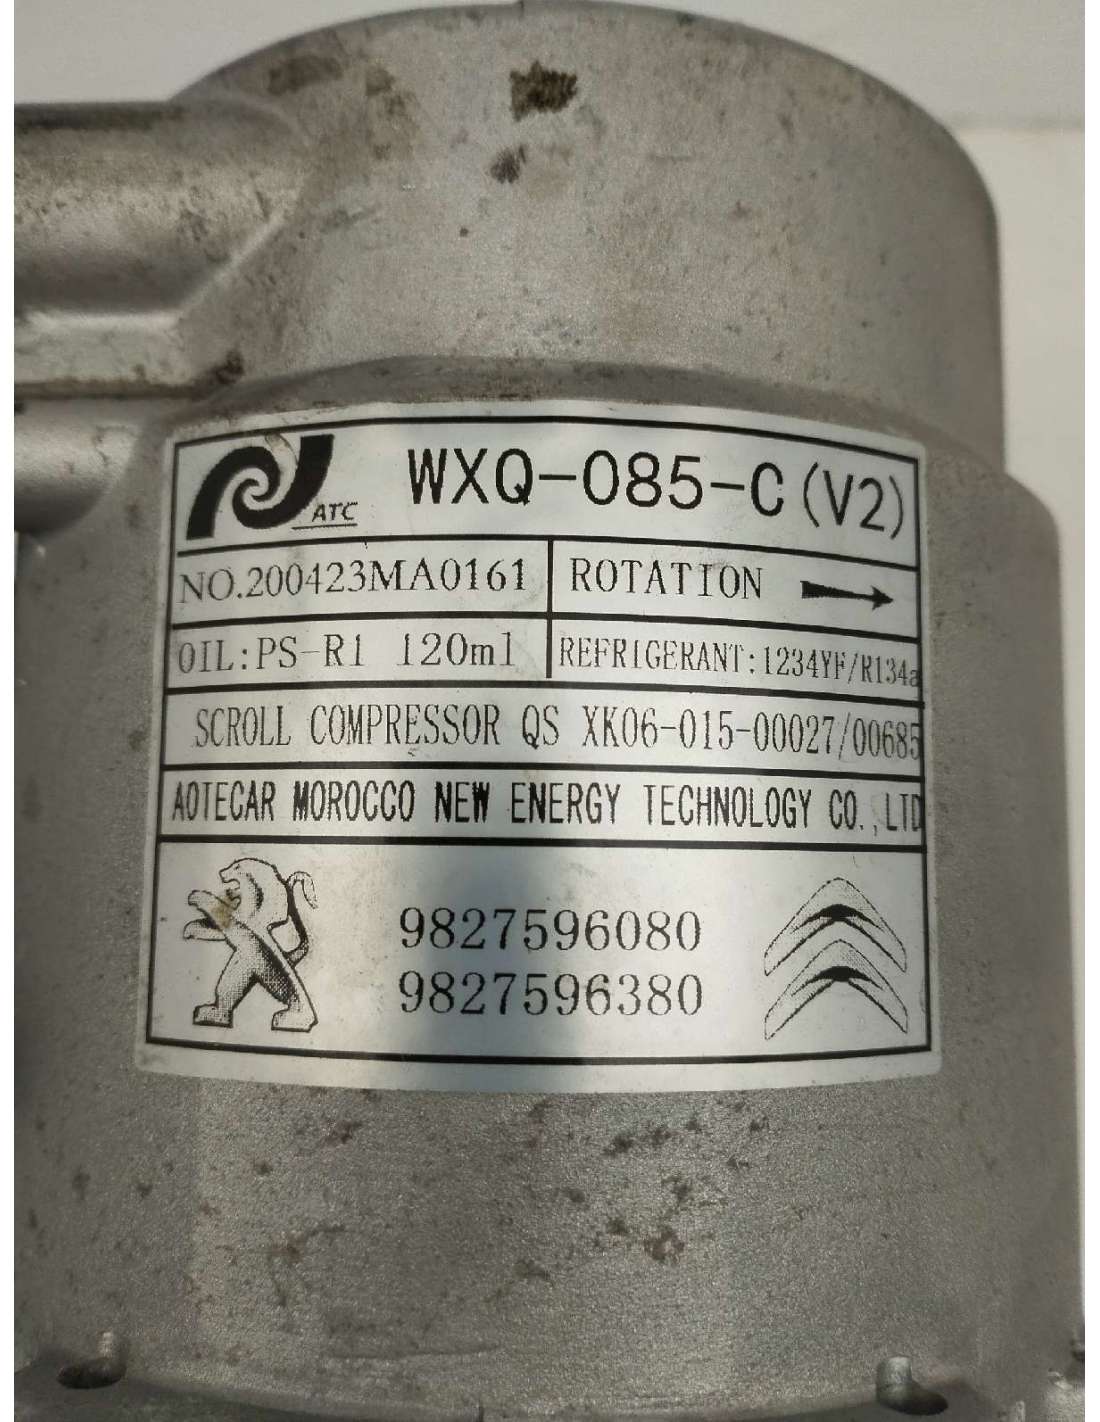 ATC WXQ-085-C(V2)
NO.200423MA0161 ROTATION
OIL:PS-R1 120ml REFRIGERANT:1234YF/R134a
SCROLL COMPRESSOR QS XK06-015-00027/00685
AOTECAR MOROCCO NEW ENERGY TECHNOLOGY CO.,LTD
9827596080
9827596380